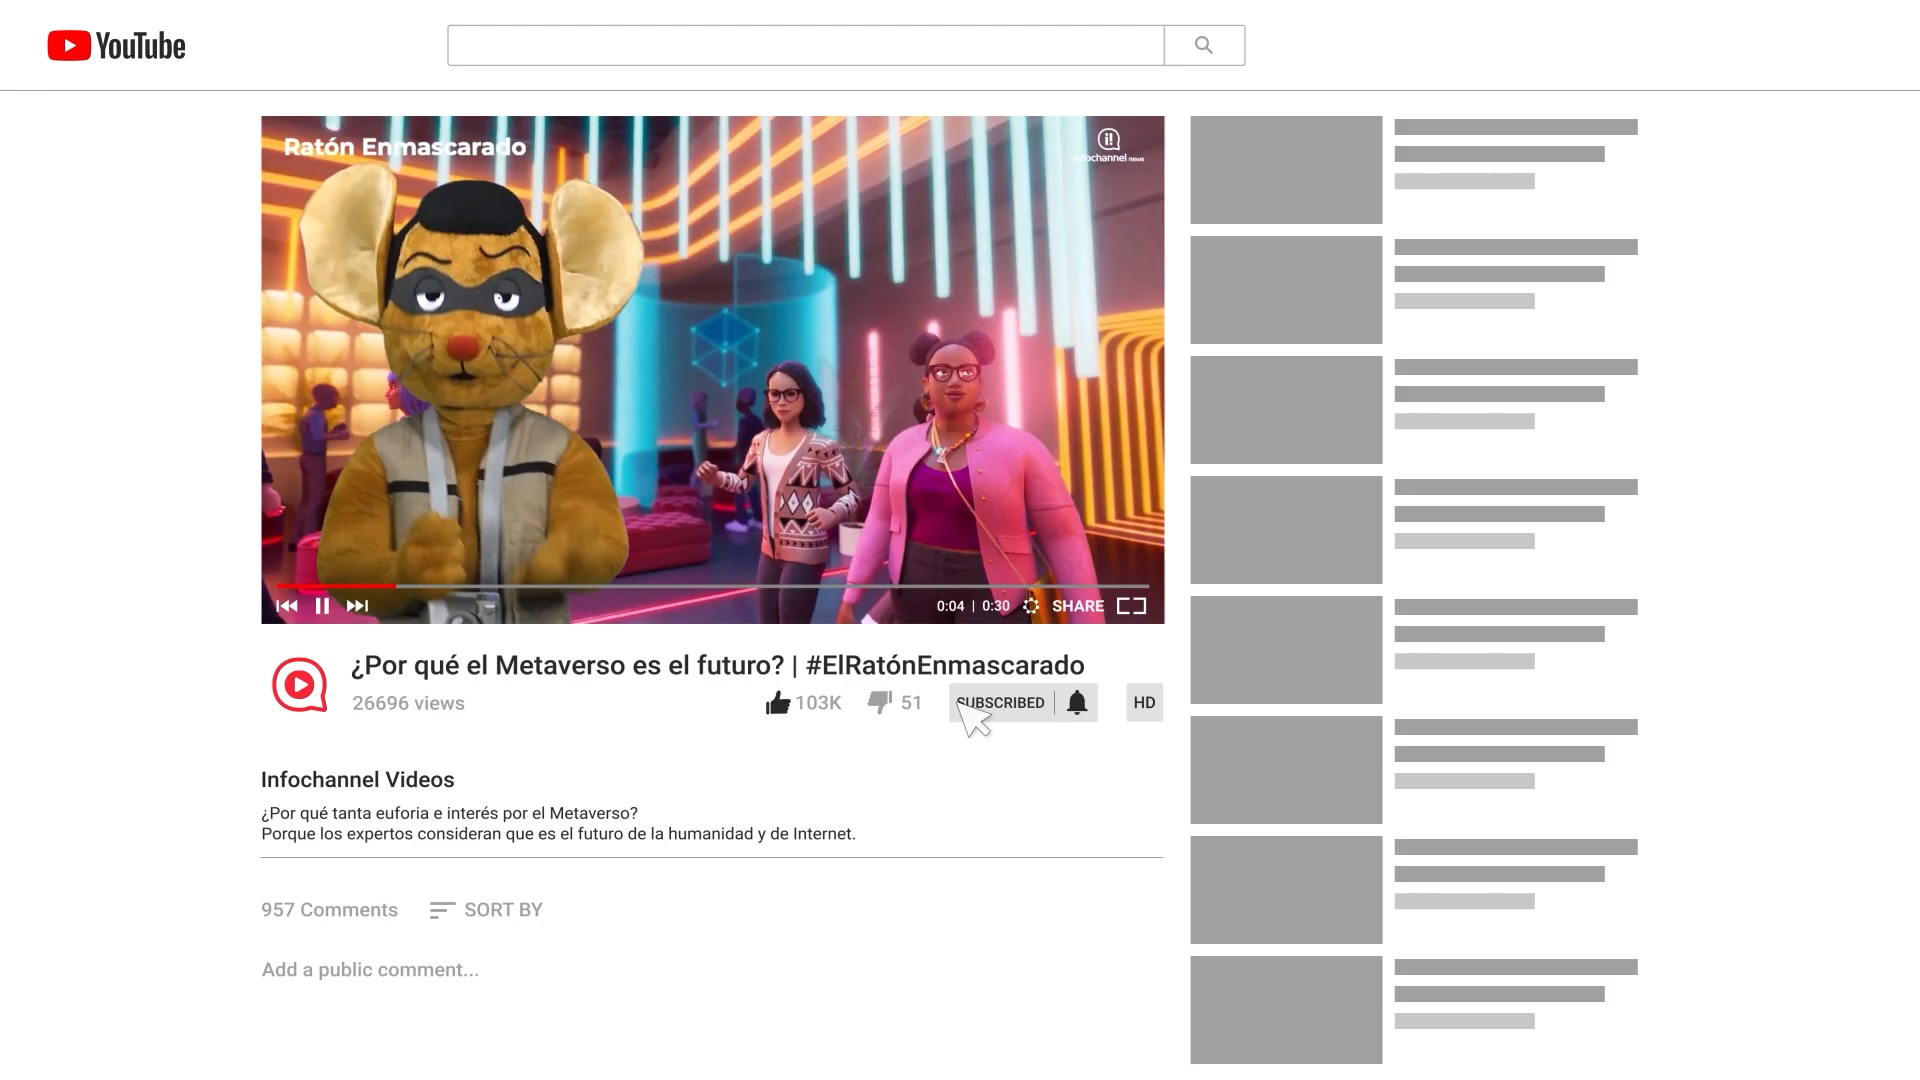 YouTube
Ratón Enmascarado
i!
infochannel news
0:04 | 0:30
SHARE
¿Por qué el Metaverso es el futuro? | #ElRatónEnmascarado
26696 views
103K
51
SUBSCRIBED
HD
Infochannel Videos
¿Por qué tanta euforia e interés por el Metaverso?
Porque los expertos consideran que es el futuro de la humanidad y de Internet.
957 Comments
SORT BY
Add a public comment...